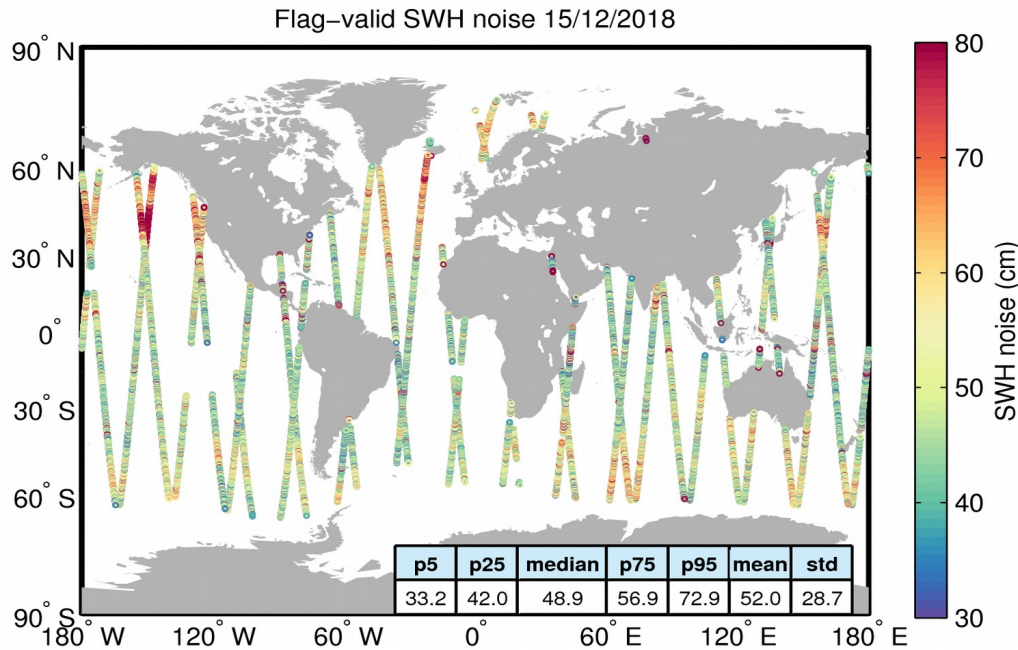 Flag−valid SWH noise 15/12/2018
90° N
60° N
30° N
0°
30° S
60° S
90° S
180° W
120° W
60° W
0°
60° E
120° E
180° E
80
70
60
50
40
30
SWH noise (cm)
p5 p25 median p75 p95 mean std
33.2 42.0 48.9 56.9 72.9 52.0 28.7